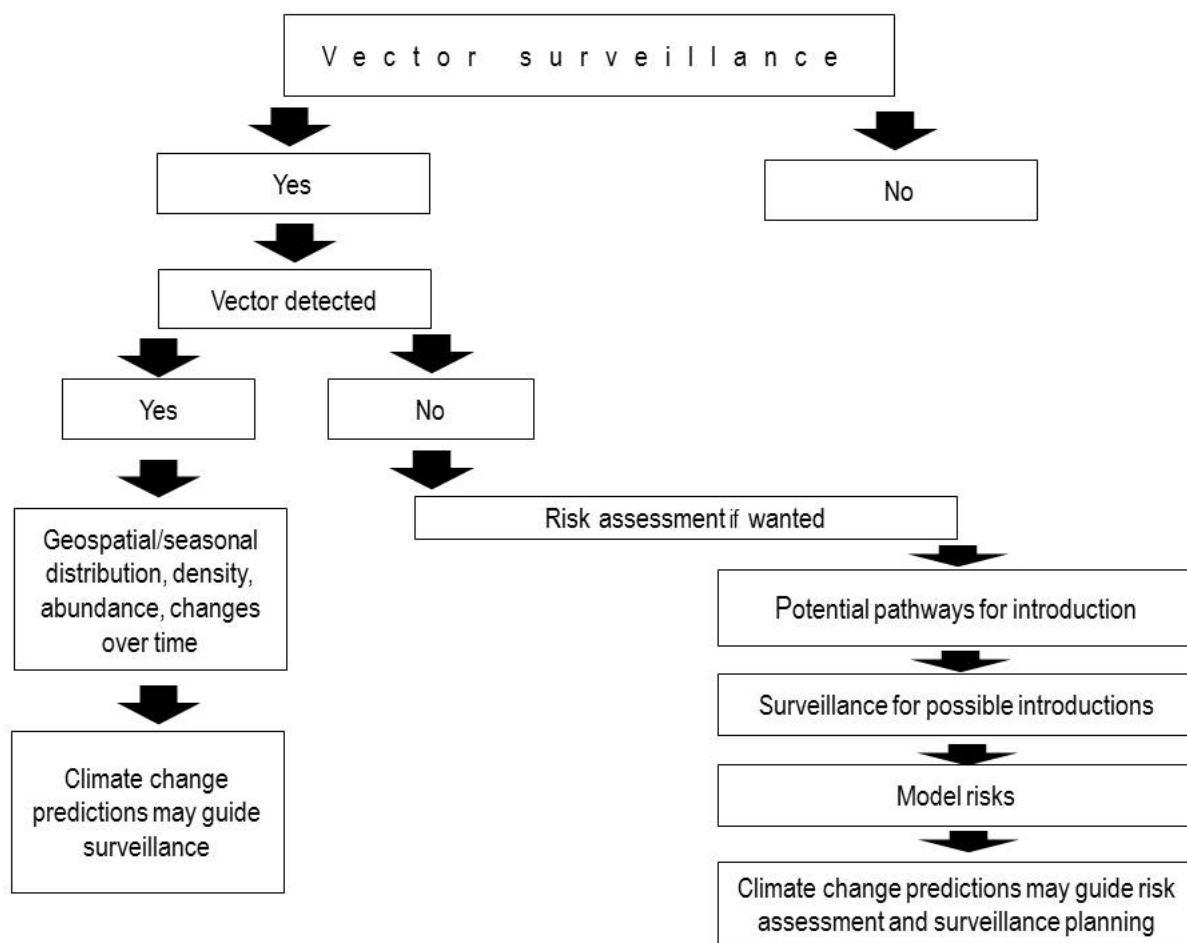 Vector surveillance
Yes
No
Vector detected
Yes
No
Geospatial/seasonal
distribution, density,
abundance, changes
over time
Risk assessment if wanted
Potential pathways for introduction
Surveillance for possible introductions
Climate change
predictions may guide
surveillance
Model risks
Climate change predictions may guide risk
assessment and surveillance planning